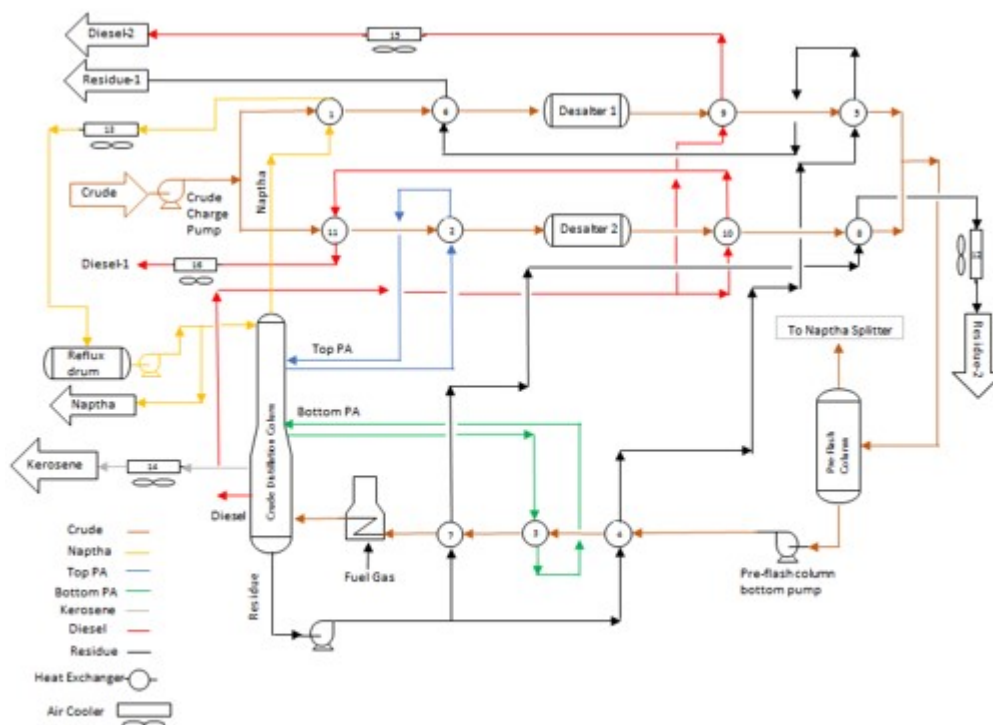 Diesel-2
15
Residue-1
13
1
6
Desalter 1
9
5
Crude
Crude
Charge
Pump
Naptha
11
2
Desalter 2
10
8
12
Diesel-1
16
To Naptha Splitter
Residue-2
Reflux
drum
Top PA
Naptha
Bottom PA
Pre-flash
Column
Crude Distillation Colum
Kerosene
14
Diesel
7
3
4
Fuel Gas
Pre-flash column
bottom pump
Residue
Crude
Naptha
Top PA
Bottom PA
Kerosene
Diesel
Residue
Heat Exchanger
Air Cooler